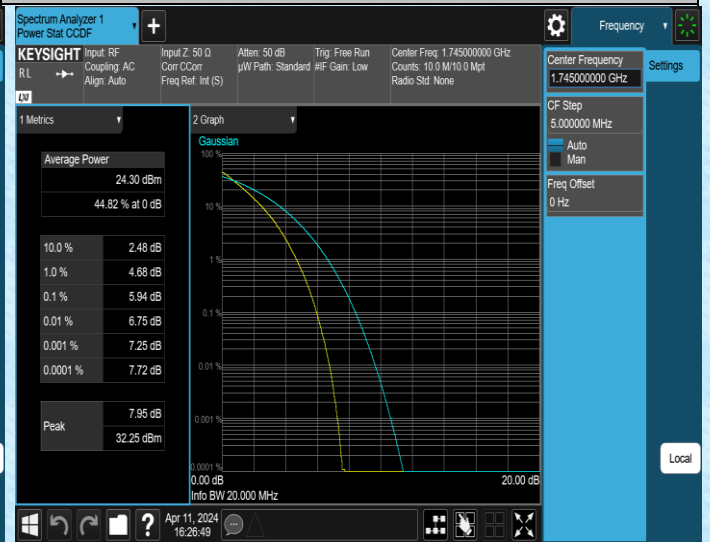 Spectrum Analyzer 1
Power Stat CCDF
Frequency
KEYSIGHT
RL
LXI
Input: RF
Coupling: AC
Align: Auto
Input Z: 50 Ω
Corr CCorr
Freq Ref: Int (S)
Atten: 50 dB
µW Path: Standard
Trig: Free Run
#IF Gain: Low
Center Freq: 1.745000000 GHz
Counts: 10.0 M/10.0 Mpt
Radio Std: None
Center Frequency
1.745000000 GHz
Settings
CF Step
5.000000 MHz
Auto
Man
Freq Offset
0 Hz
1 Metrics
Average Power
24.30 dBm
44.82 % at 0 dB
10.0 % 2.48 dB
1.0 % 4.68 dB
0.1 % 5.94 dB
0.01 % 6.75 dB
0.001 % 7.25 dB
0.0001 % 7.72 dB
Peak
7.95 dB
32.25 dBm
2 Graph
Gaussian
100 %
10 %
1 %
0.1 %
0.01 %
0.001 %
0.0001 %
0.00 dB 20.00 dB
Info BW 20.000 MHz
Local
?
Apr 11, 2024
16:26:49